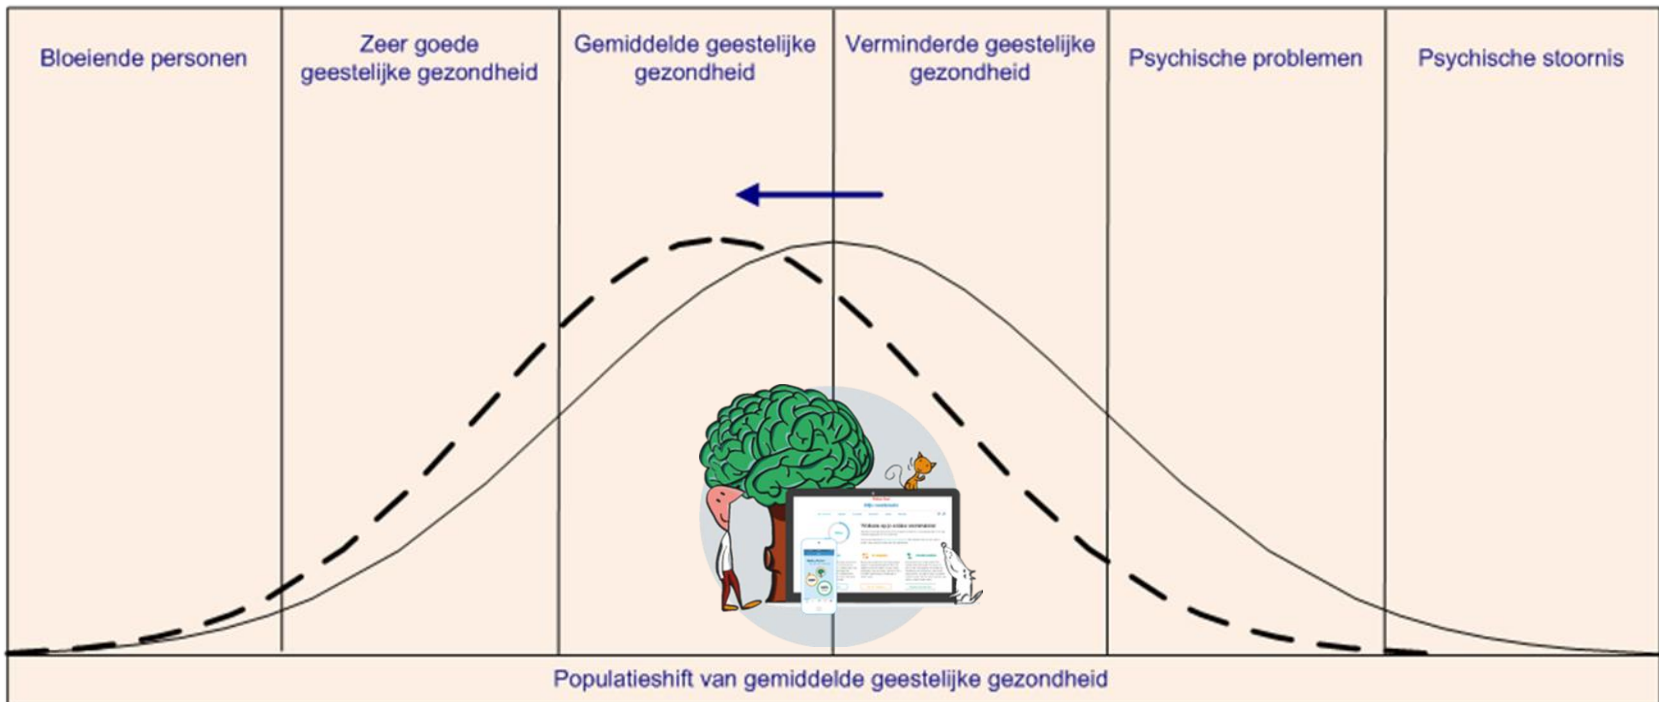 Bloeiende personen
Zeer goede
geestelijke gezondheid
Gemiddelde geestelijke
gezondheid
Verminderde geestelijke
gezondheid
Psychische problemen
Psychische stoornis
Populatieshift van gemiddelde geestelijke gezondheid